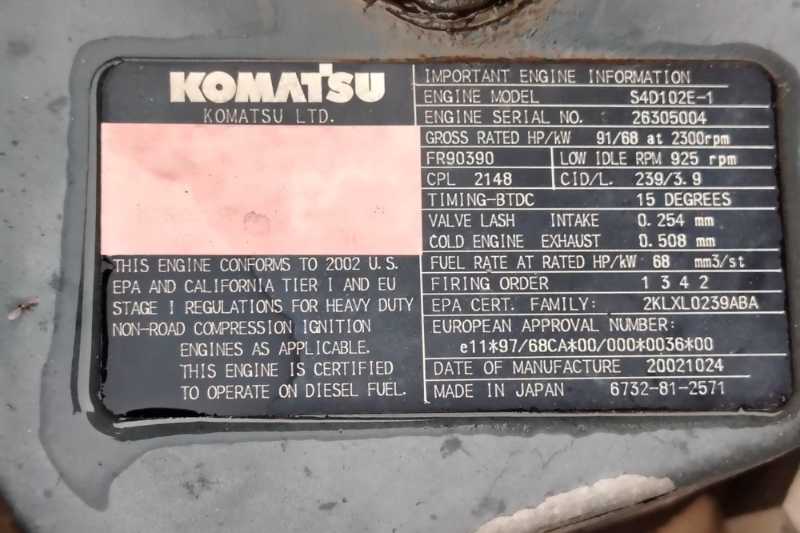 KOMATSU
KOMATSU LTD.
THIS ENGINE CONFORMS TO 2002 U.S.
EPA AND CALIFORNIA TIER I AND EU
STAGE I REGULATIONS FOR HEAVY DUTY
NON-ROAD COMPRESSION IGNITION
ENGINES AS APPLICABLE.
THIS ENGINE IS CERTIFIED
TO OPERATE ON DIESEL FUEL.
IMPORTANT ENGINE INFORMATION
ENGINE MODEL S4D102E-1
ENGINE SERIAL NO. 26305004
GROSS RATED HP/kW 91/68 at 2300rpm
FR90390 LOW IDLE RPM 925 rpm
CPL 2148 CID/L. 239/3.9
TIMING-BTDC 15 DEGREES
VALVE LASH INTAKE 0.254 mm
COLD ENGINE EXHAUST 0.508 mm
FUEL RATE AT RATED HP/kW 68 mm3/st
FIRING ORDER 1 3 4 2
EPA CERT. FAMILY: 2KLXL0239ABA
EUROPEAN APPROVAL NUMBER:
e11*97/68CA*00/000*0036*00
DATE OF MANUFACTURE 20021024
MADE IN JAPAN 6732-81-2571